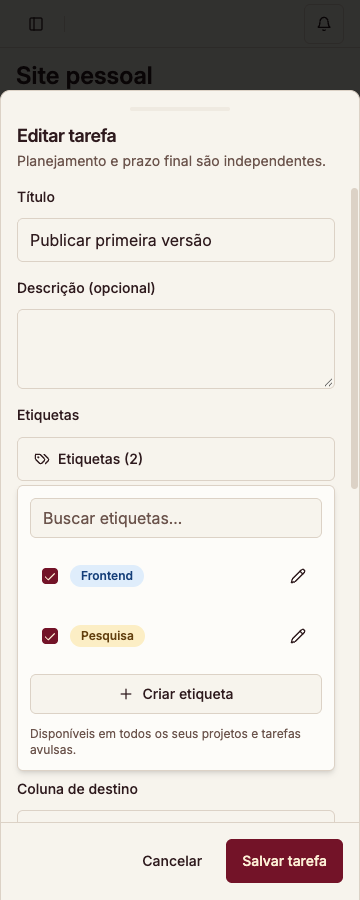 Site pessoal
Editar tarefa
Planejamento e prazo final são independentes.
Título
Publicar primeira versão
Descrição (opcional)
Etiquetas
Etiquetas (2)
Buscar etiquetas...
Frontend
Pesquisa
Criar etiqueta
Disponíveis em todos os seus projetos e tarefas
avulsas.
Coluna de destino
Cancelar
Salvar tarefa